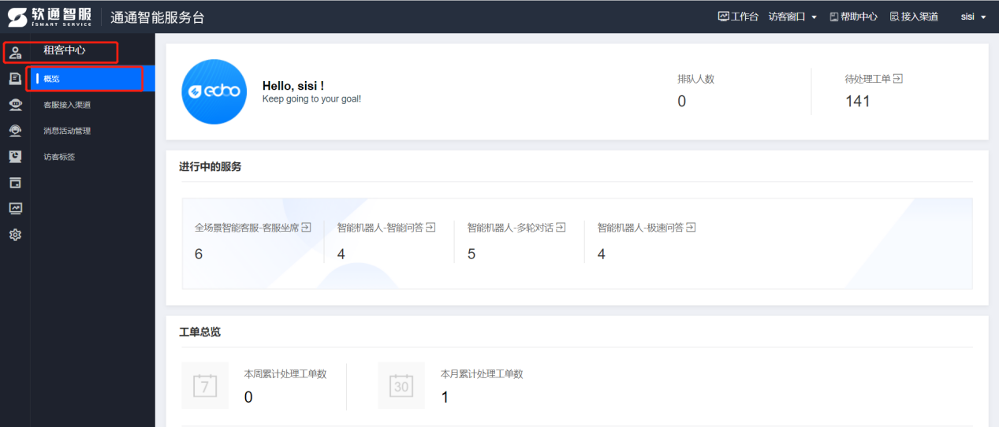 软通智服
iSMART SERVICE
通通智能服务台
工作台 访客窗口 帮助中心 接入渠道 sisi
租客中心
概览
客服接入渠道
消息活动管理
访客标签
edbo
Hello, sisi !
Keep going to your goal!
排队人数
0
待处理工单
141
进行中的服务
全场景智能客服-客服坐席
6
智能机器人-智能问答
4
智能机器人-多轮对话
5
智能机器人-极速问答
4
工单总览
7
本周累计处理工单数
0
30
本月累计处理工单数
1